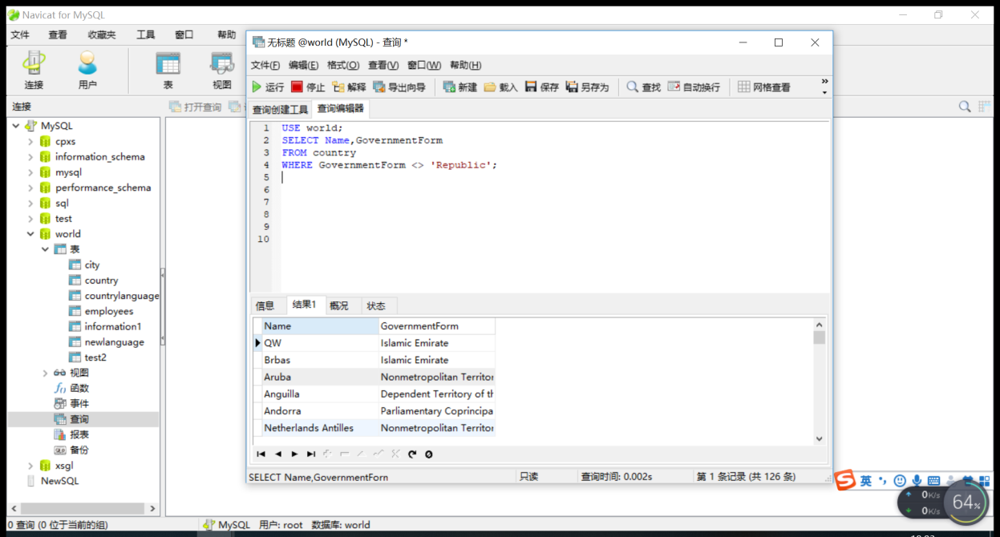 Navicat for MySQL
文件 查看 收藏夹 工具 窗口 帮助
连接 用户 表 视图
连接
打开查询
MySQL
cpxs
information_schema
mysql
performance_schema
sql
test
world
表
city
country
countrylanguage
employees
information1
newlanguage
test2
视图
函数
事件
查询
报表
备份
xsgl
NewSQL
无标题 @world (MySQL) - 查询 *
文件(F) 编辑(E) 格式(O) 查看(V) 窗口(W) 帮助(H)
运行 停止 解释 导出向导 新建 载入 保存 另存为 查找 自动换行 网格查看 »
查询创建工具 查询编辑器
1 USE world;
2 SELECT Name,GovernmentForm
3 FROM country
4 WHERE GovernmentForm <> 'Republic';
5
6
7
8
9
10
信息 结果1 概况 状态
Name GovernmentForm
QW Islamic Emirate
Brbas Islamic Emirate
Aruba Nonmetropolitan Territor
Anguilla Dependent Territory of th
Andorra Parliamentary Coprincipa
Netherlands Antilles Nonmetropolitan Territor
SELECT Name,GovernmentForn 只读 查询时间: 0.002s 第 1 条记录 (共 126 条)
S 英
0K/s
0K/s
64%
0 查询 (0 位于当前的组) MySQL 用户: root 数据库: world